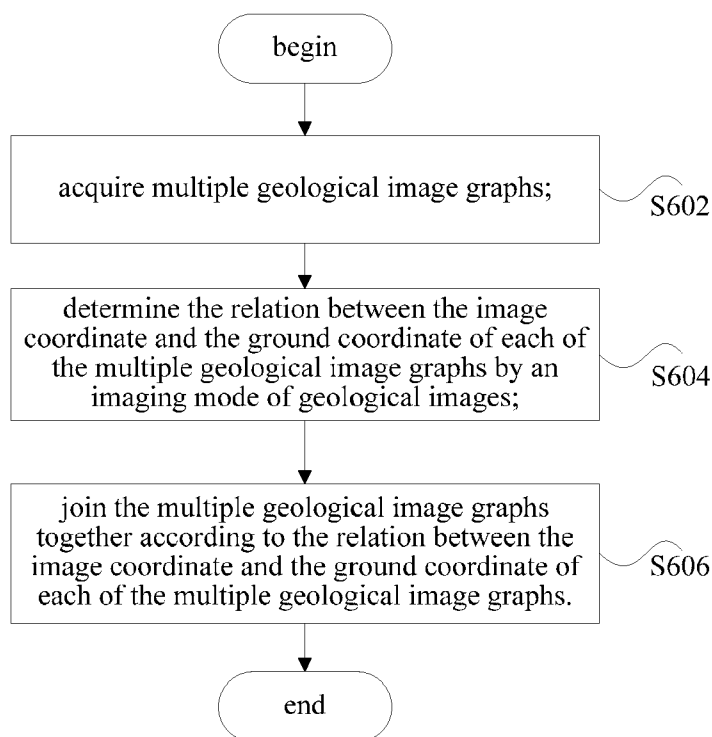 begin
acquire multiple geological image graphs;
S602
determine the relation between the image
coordinate and the ground coordinate of each of
the multiple geological image graphs by an
imaging mode of geological images;
S604
join the multiple geological image graphs
together according to the relation between the
image coordinate and the ground coordinate of
each of the multiple geological image graphs.
S606
end